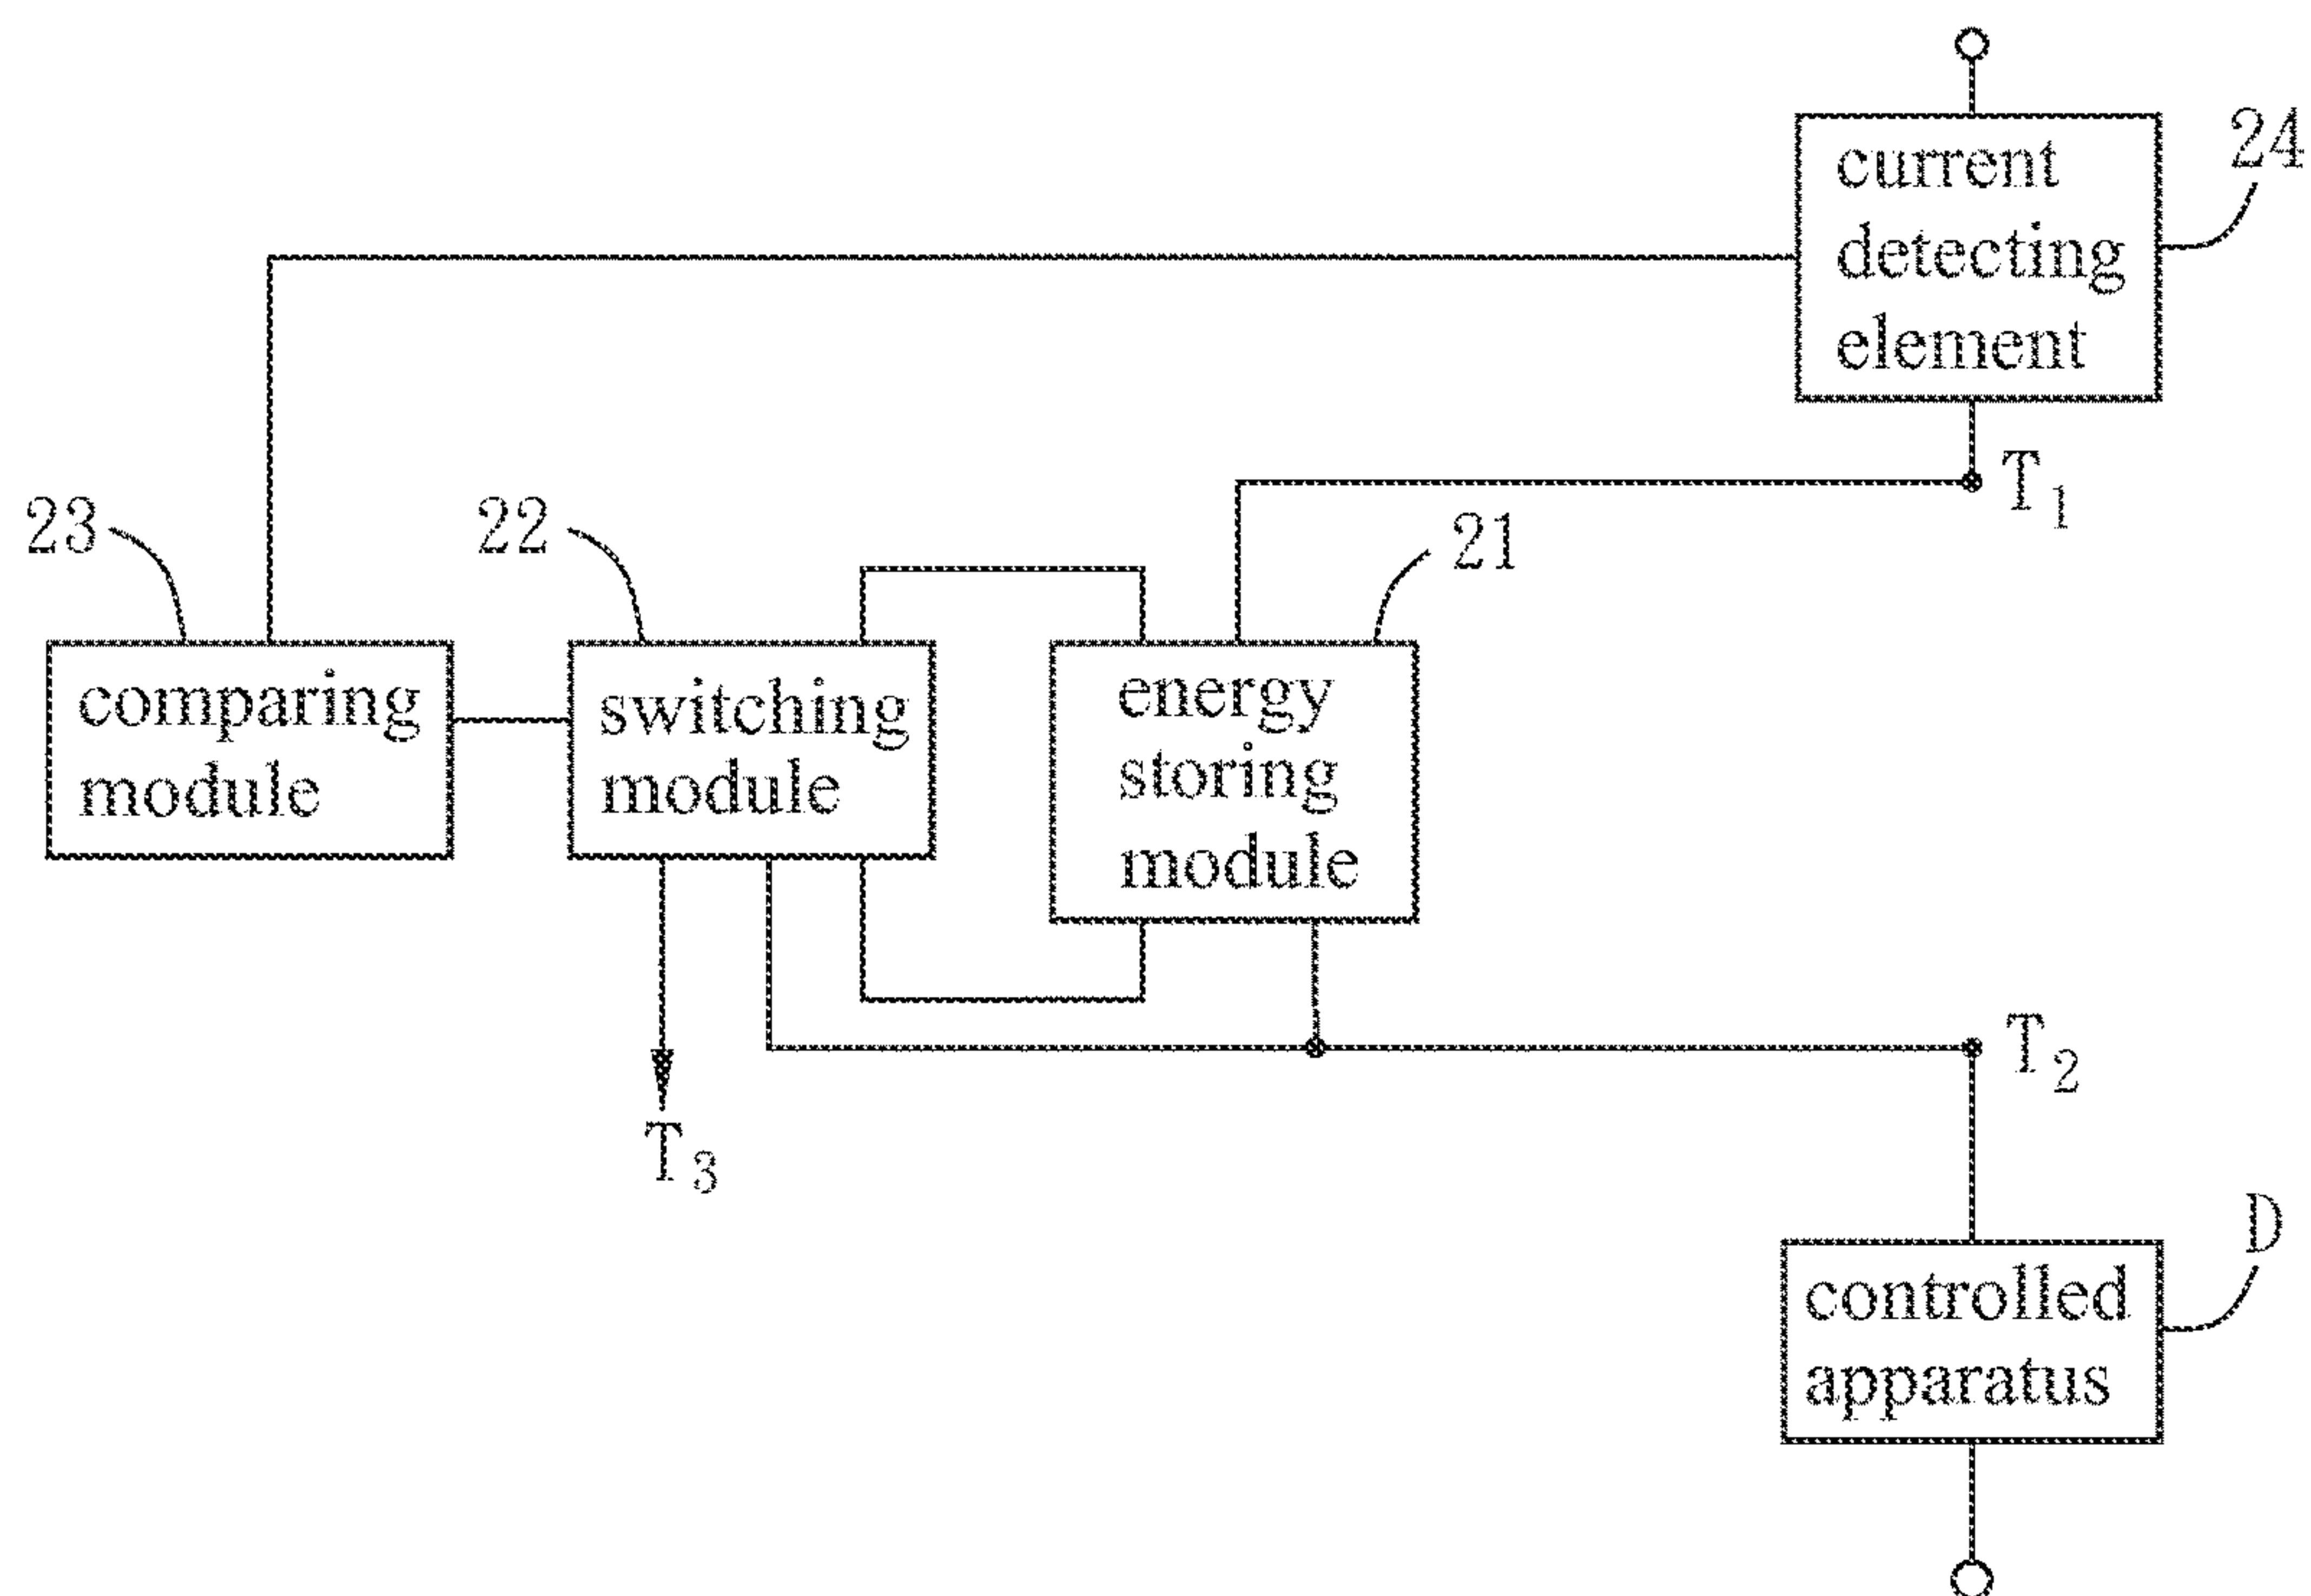 24
current
detecting
element
T1
23
22
21
comparing
module
switching
module
energy
storing
module
T2
T3
D
controlled
apparatus